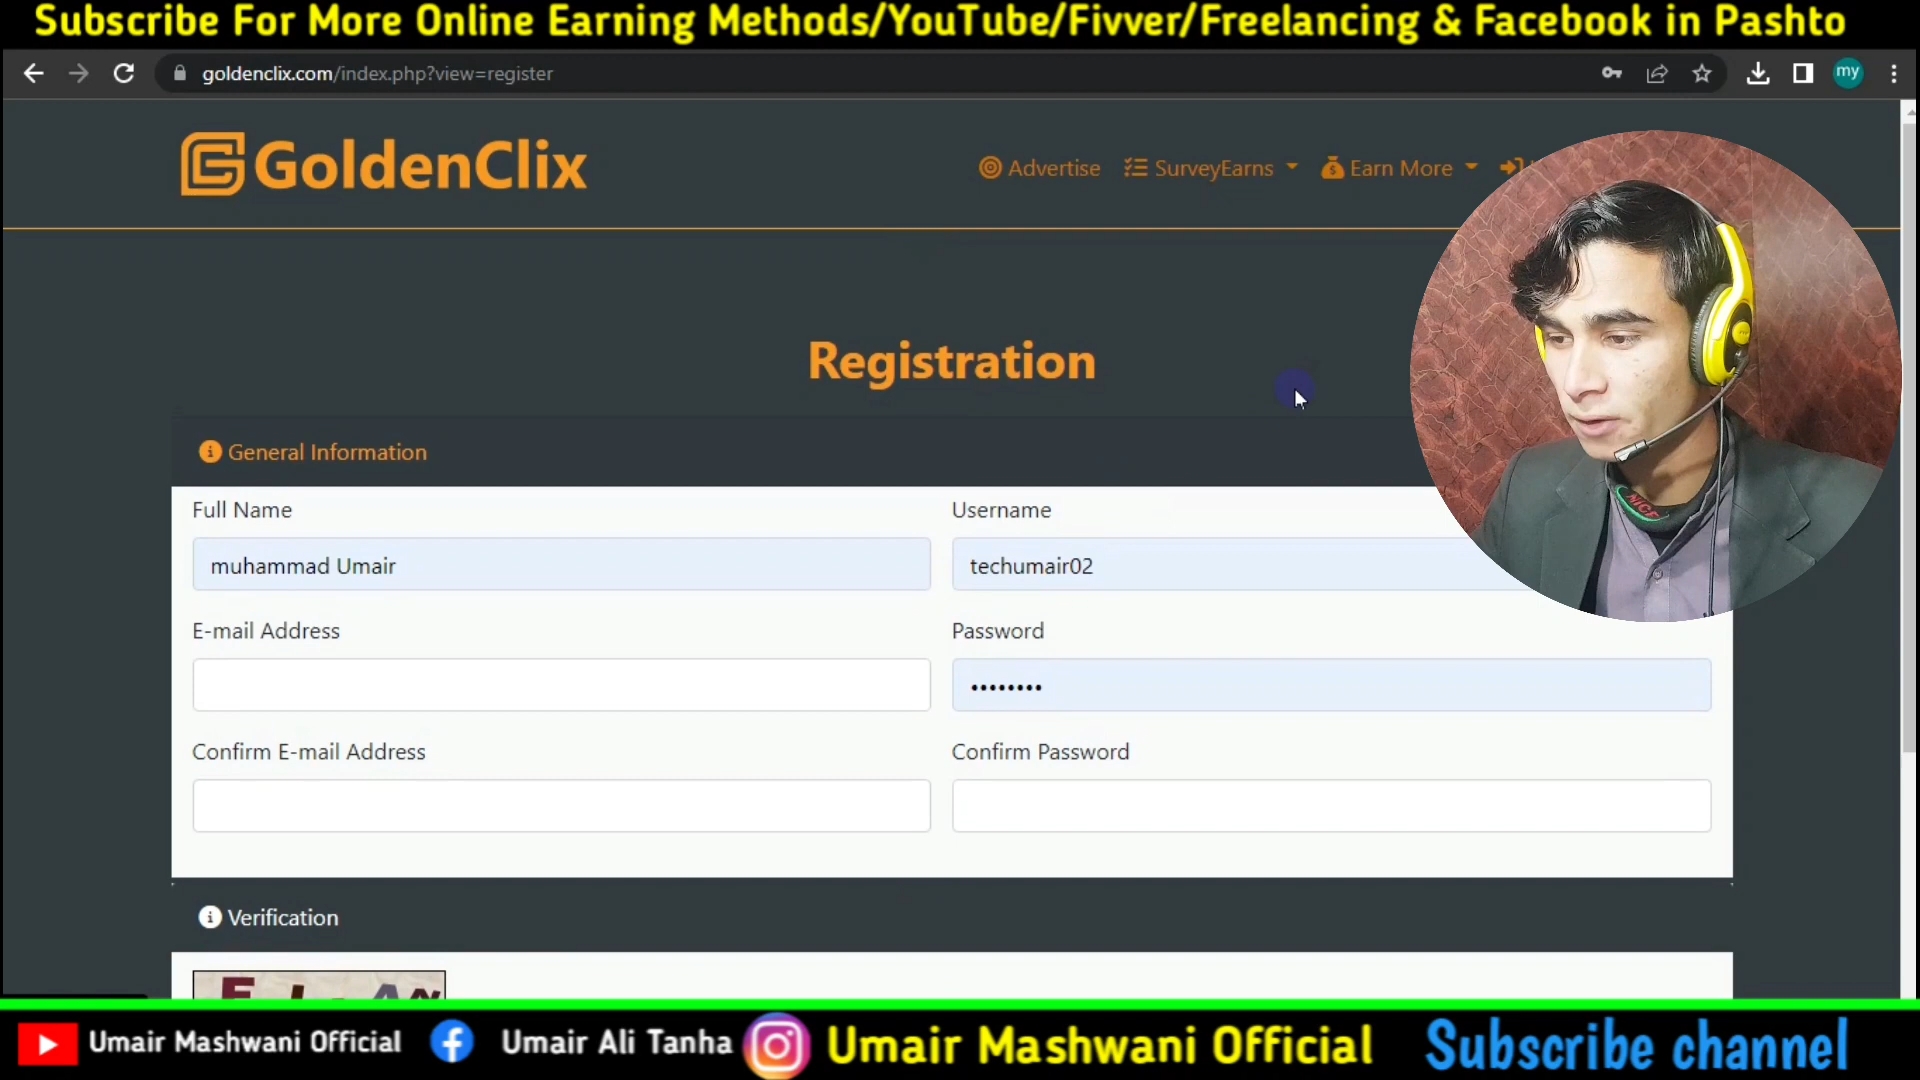 Subscribe For More Online Earning Methods/YouTube/Fivver/Freelancing & Facebook in Pashto
goldenclix.com/index.php?view=register
my
GoldenClix
Advertise
SurveyEarns
Earn More
Registration
General Information
Full Name
Username
muhammad Umair
techumair02
E-mail Address
Password
••••••••
Confirm E-mail Address
Confirm Password
Verification
NICE
Umair Mashwani Official
Umair Ali Tanha
Umair Mashwani Official
Subscribe channel